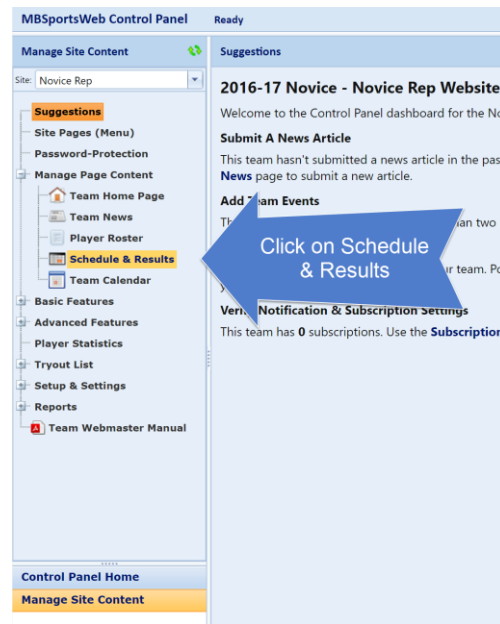 MBSportsWeb Control Panel
Ready
Manage Site Content
Suggestions
Site: Novice Rep
Suggestions
Site Pages (Menu)
Password-Protection
Manage Page Content
Team Home Page
Team News
Player Roster
Schedule & Results
Team Calendar
Basic Features
Advanced Features
Player Statistics
Tryout List
Setup & Settings
Reports
Team Webmaster Manual
Control Panel Home
Manage Site Content
2016-17 Novice - Novice Rep Website
Welcome to the Control Panel dashboard for the No
Submit A News Article
This team hasn't submitted a news article in the pas
News page to submit a new article.
Add Team Events
an two
Click on Schedule
& Results
ur team. Po
Notification & Subscription Settings
This team has 0 subscriptions. Use the Subscription